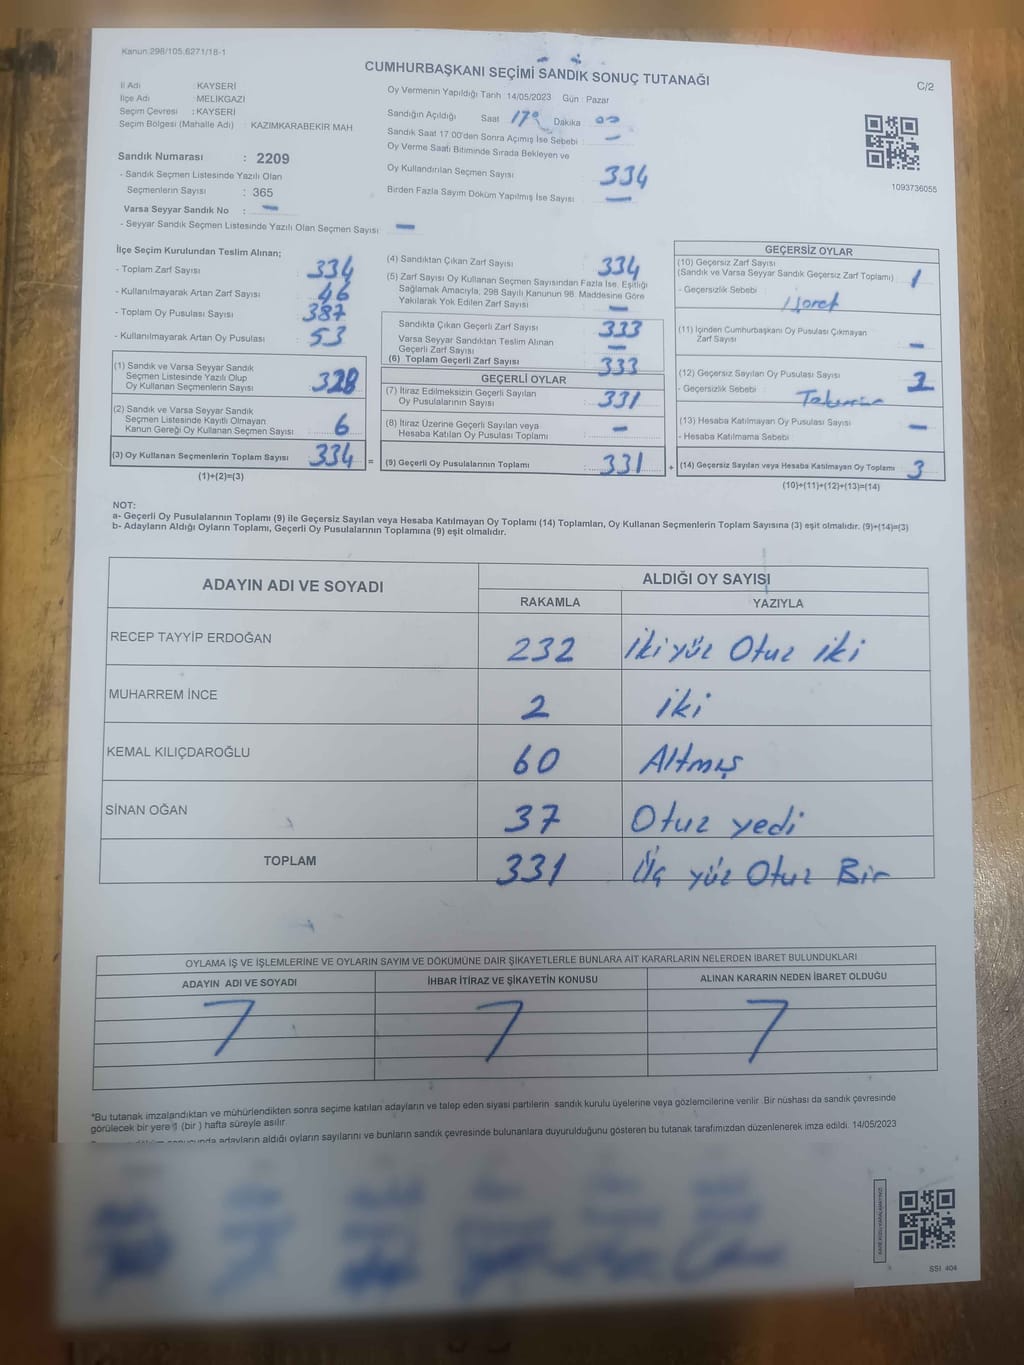 Kanun 298/105.6271/18-1
CUMHURBAŞKANI SEÇİMİ SANDIK SONUÇ TUTANAĞI
C/2
İl Adı : KAYSERİ
İlçe Adı : MELİKGAZİ
Seçim Çevresi : KAYSERİ
Seçim Bölgesi (Mahalle Adı) : KAZIMKARABEKİR MAH
Sandık Numarası : 2209
- Sandık Seçmen Listesinde Yazılı Olan
Seçmenlerin Sayısı : 365
Varsa Seyyar Sandık No : -
- Seyyar Sandık Seçmen Listesinde Yazılı Olan Seçmen Sayısı -
Oy Vermenin Yapıldığı Tarih : 14/05/2023 Gün : Pazar
Sandığın Açıldığı Saat Dakika
Sandık Saat 17:00'den Sonra Açımış İse Sebebi : -
Oy Verme Saati Bitiminde Sırada Bekleyen ve
Oy Kullandırılan Seçmen Sayısı : 334
Birden Fazla Sayım Döküm Yapılmış İse Sayısı : -
1093736055
İlçe Seçim Kurulundan Teslim Alınan;
- Toplam Zarf Sayısı : 334
- Kullanılmayarak Artan Zarf Sayısı : 46
- Toplam Oy Pusulası Sayısı : 387
- Kullanılmayarak Artan Oy Pusulası : 53
(1) Sandık ve Varsa Seyyar Sandık
Seçmen Listesinde Yazılı Olup
Oy Kullanan Seçmenlerin Sayısı : 328
(2) Sandık ve Varsa Seyyar Sandık
Seçmen Listesinde Kayıtlı Olmayan
Kanun Gereği Oy Kullanan Seçmen Sayısı : 6
(3) Oy Kullanan Seçmenlerin Toplam Sayısı : 334 =
(1)+(2)=(3)
(4) Sandıktan Çıkan Zarf Sayısı : 334
(5) Zarf Sayısı Oy Kullanan Seçmen Sayısından Fazla İse, Eşitliği
Sağlamak Amacıyla, 298 Sayılı Kanunun 98. Maddesine Göre
Yakılarak Yok Edilen Zarf Sayısı : -
Sandıkta Çıkan Geçerli Zarf Sayısı : 333
Varsa Seyyar Sandıktan Teslim Alınan
Geçerli Zarf Sayısı : -
(6) Toplam Geçerli Zarf Sayısı : 333
GEÇERLİ OYLAR
(7) İtiraz Edilmeksizin Geçerli Sayılan
Oy Pusulalarının Sayısı : 331
(8) İtiraz Üzerine Geçerli Sayılan veya
Hesaba Katılan Oy Pusulası Toplamı : -
(9) Geçerli Oy Pusulalarının Toplamı : 331 +
GEÇERSİZ OYLAR
(10) Geçersiz Zarf Sayısı
(Sandık ve Varsa Seyyar Sandık Geçersiz Zarf Toplamı) : 1
- Geçersizlik Sebebi :
(11) İçinden Cumhurbaşkanı Oy Pusulası Çıkmayan
Zarf Sayısı : -
(12) Geçersiz Sayılan Oy Pusulası Sayısı : 2
- Geçersizlik Sebebi :
(13) Hesaba Katılmayan Oy Pusulası Sayısı : -
- Hesaba Katılmama Sebebi
(14) Geçersiz Sayılan veya Hesaba Katılmayan Oy Toplamı : 3
(10)+(11)+(12)+(13)=(14)
NOT:
a- Geçerli Oy Pusulalarının Toplamı (9) ile Geçersiz Sayılan veya Hesaba Katılmayan Oy Toplamı (14) Toplamları, Oy Kullanan Seçmenlerin Toplam Sayısına (3) eşit olmalıdır. (9)+(14)=(3)
b- Adayların Aldığı Oyların Toplamı, Geçerli Oy Pusulalarının Toplamına (9) eşit olmalıdır.
ADAYIN ADI VE SOYADI
ALDIĞI OY SAYISI
RAKAMLA YAZIYLA
RECEP TAYYİP ERDOĞAN 232 İkiyüz Otuz iki
MUHARREM İNCE 2 iki
KEMAL KILIÇDAROĞLU 60 Altmış
SİNAN OĞAN 37 Otuz yedi
TOPLAM 331 Üç yüz Otuz Bir
OYLAMA İŞ VE İŞLEMLERİNE VE OYLARIN SAYIM VE DÖKÜMÜNE DAİR ŞİKAYETLERLE BUNLARA AİT KARARLARIN NELERDEN İBARET BULUNDUKLARI
ADAYIN ADI VE SOYADI İHBAR İTİRAZ VE ŞİKAYETİN KONUSU ALINAN KARARIN NEDEN İBARET OLDUĞU
*Bu tutanak imzalandıktan ve mühürlendikten sonra seçime katılan adayların ve talep eden siyasi partilerin sandık kurulu üyelerine veya gözlemcilerine verilir. Bir nüshası da sandık çevresinde
görülecek bir yere 1 (bir ) hafta süreyle asılır.
adayların aldığı oyların sayılarını ve bunların sandık çevresinde bulunanlara duyurulduğunu gösteren bu tutanak tarafımızdan düzenlenerek imza edildi. 14/05/2023
SSI 404